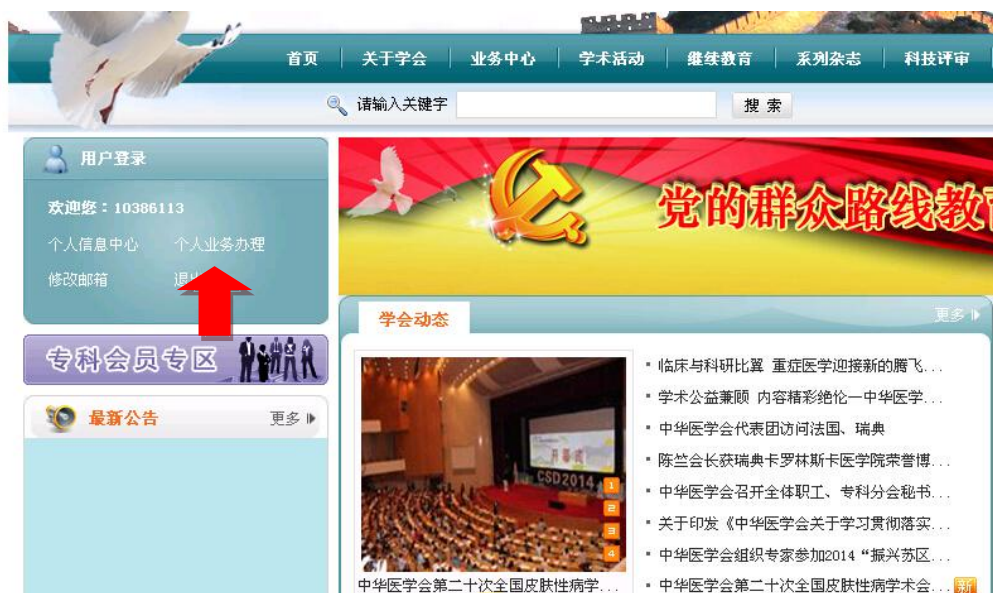 首页 关于学会 业务中心 学术活动 继续教育 系列杂志 科技评审
请输入关键字 搜 索
用户登录
欢迎您：10386113
个人信息中心 个人业务办理
修改邮箱
党的群众路线教
专科会员专区
最新公告 更多
学会动态 更多
开幕式
CSD2014
1
2
3
4
中华医学会第二十次全国皮肤性病学...
临床与科研比翼 重症医学迎接新的腾飞...
学术公益兼顾 内容精彩绝伦—中华医学...
中华医学会代表团访问法国、瑞典
陈竺会长获瑞典卡罗林斯卡医学院荣誉博...
中华医学会召开全体职工、专科分会秘书...
关于印发《中华医学会关于学习贯彻落实...
中华医学会组织专家参加2014“振兴苏区...
中华医学会第二十次全国皮肤性病学术会... 新